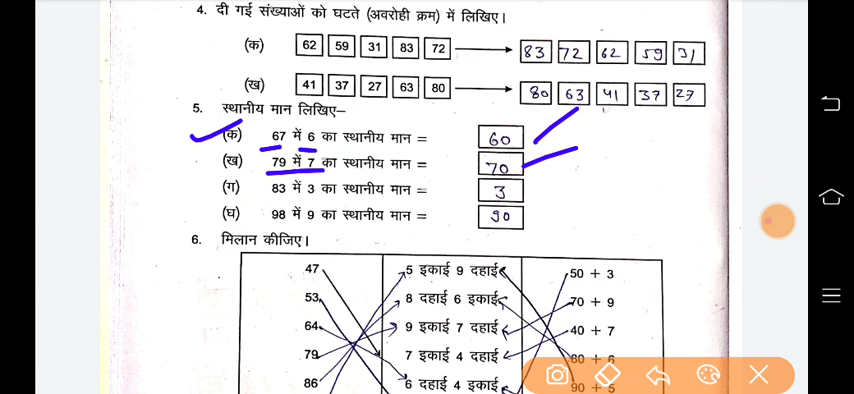 4. दी गई संख्याओं को घटते (अवरोही क्रम) में लिखिए।
(क) 62 59 31 83 72 83 72 62 59 31
(ख) 41 37 27 63 80 80 63 41 37 27
5. स्थानीय मान लिखिए–
(क) 67 में 6 का स्थानीय मान = 60
(ख) 79 में 7 का स्थानीय मान = 70
(ग) 83 में 3 का स्थानीय मान = 3
(घ) 98 में 9 का स्थानीय मान = 90
6. मिलान कीजिए।
47 5 इकाई 9 दहाई 50 + 3
53 8 दहाई 6 इकाई 70 + 9
64 9 इकाई 7 दहाई 40 + 7
79 7 इकाई 4 दहाई 80 + 6
86 6 दहाई 4 इकाई 90 + 5